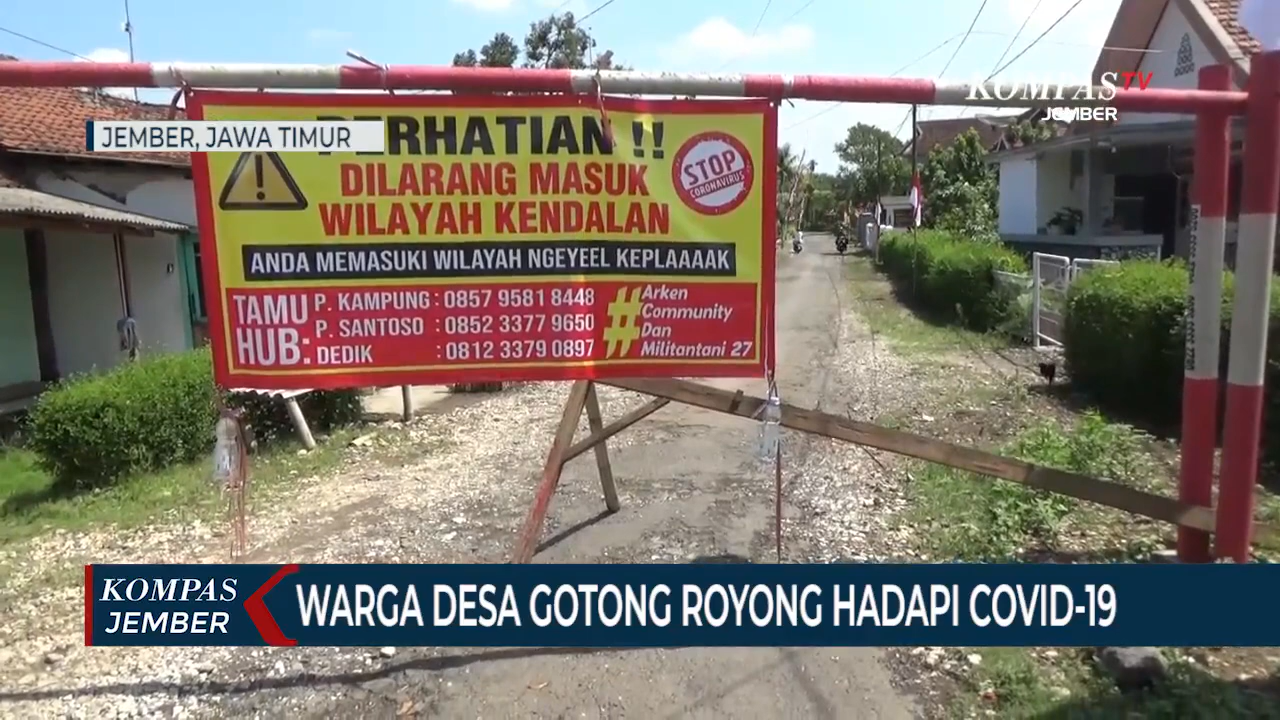 KOMPAS TV
JEMBER
JEMBER, JAWA TIMUR
PERHATIAN !!
DILARANG MASUK
WILAYAH KENDALAN
STOP
CORONAVIRUS
ANDA MEMASUKI WILAYAH NGEYEEL KEPLAAAAK
TAMU HUB:
P. KAMPUNG : 0857 9581 8448
P. SANTOSO : 0852 3377 9650
DEDIK : 0812 3379 0897
#Arken
Community
Dan
Militantani 27
KOMPAS
JEMBER
WARGA DESA GOTONG ROYONG HADAPI COVID-19